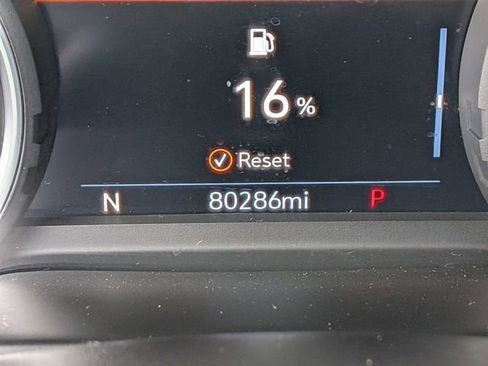 16 %
Reset
N 80286mi P